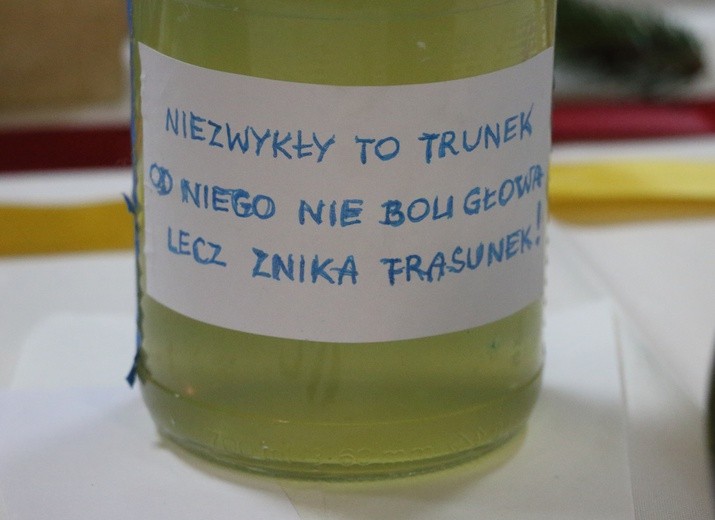 NIEZWYKŁY TO TRUNEK
OD NIEGO NIE BOLI GŁOWA
LECZ ZNIKA FRASUNEK!